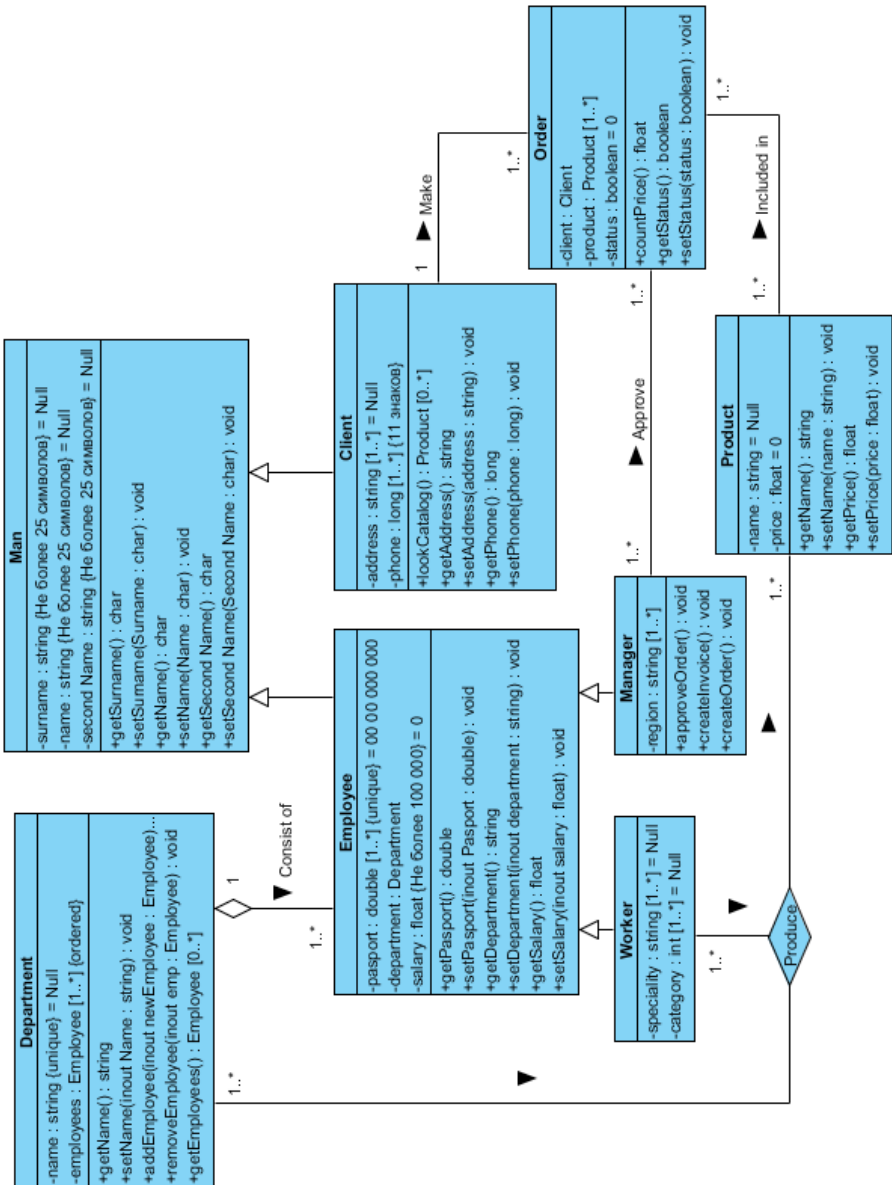 Department
-name : string {unique} = Null
-employees : Employee [1..*] {ordered}
+getName() : string
+setName(inout Name : string) : void
+addEmployee(inout newEmployee : Employee)...
+removeEmployee(inout emp : Employee) : void
+getEmployees() : Employee [0..*]
Man
-surname : string {Не более 25 символов} = Null
-name : string {Не более 25 символов} = Null
-second Name : string {Не более 25 символов} = Null
+getSurname() : char
+setSurname(Surname : char) : void
+getName() : char
+setName(Name : char) : void
+getSecond Name() : char
+setSecond Name(Second Name : char) : void
1..*
1
Consist of
1..*
Employee
-pasport : double [1..*] {unique} = 00 00 000 000
-department : Department
-salary : float {Не более 100 000} = 0
+getPasport() : double
+setPasport(inout Pasport : double) : void
+getDepartment() : string
+setDepartment(inout department : string) : void
+getSalary() : float
+setSalary(inout salary : float) : void
Client
-address : string [1..*] = Null
-phone : long [1..*] {11 знаков}
+lookCatalog() : Product [0..*]
+getAddress() : string
+setAddress(address : string) : void
+getPhone() : long
+setPhone(phone : long) : void
1
Make
1..*
Order
-client : Client
-product : Product [1..*]
-status : boolean = 0
+countPrice() : float
+getStatus() : boolean
+setStatus(status : boolean) : void
Worker
-speciality : string [1..*] = Null
-category : int [1..*] = Null
Manager
-region : string [1..*]
+approveOrder() : void
+createInvoice() : void
+createOrder() : void
1..*
Approve
1..*
1..*
Produce
1..*
Product
-name : string = Null
-price : float = 0
+getName() : string
+setName(name : string) : void
+getPrice() : float
+setPrice(price : float) : void
1..*
Included in
1..*